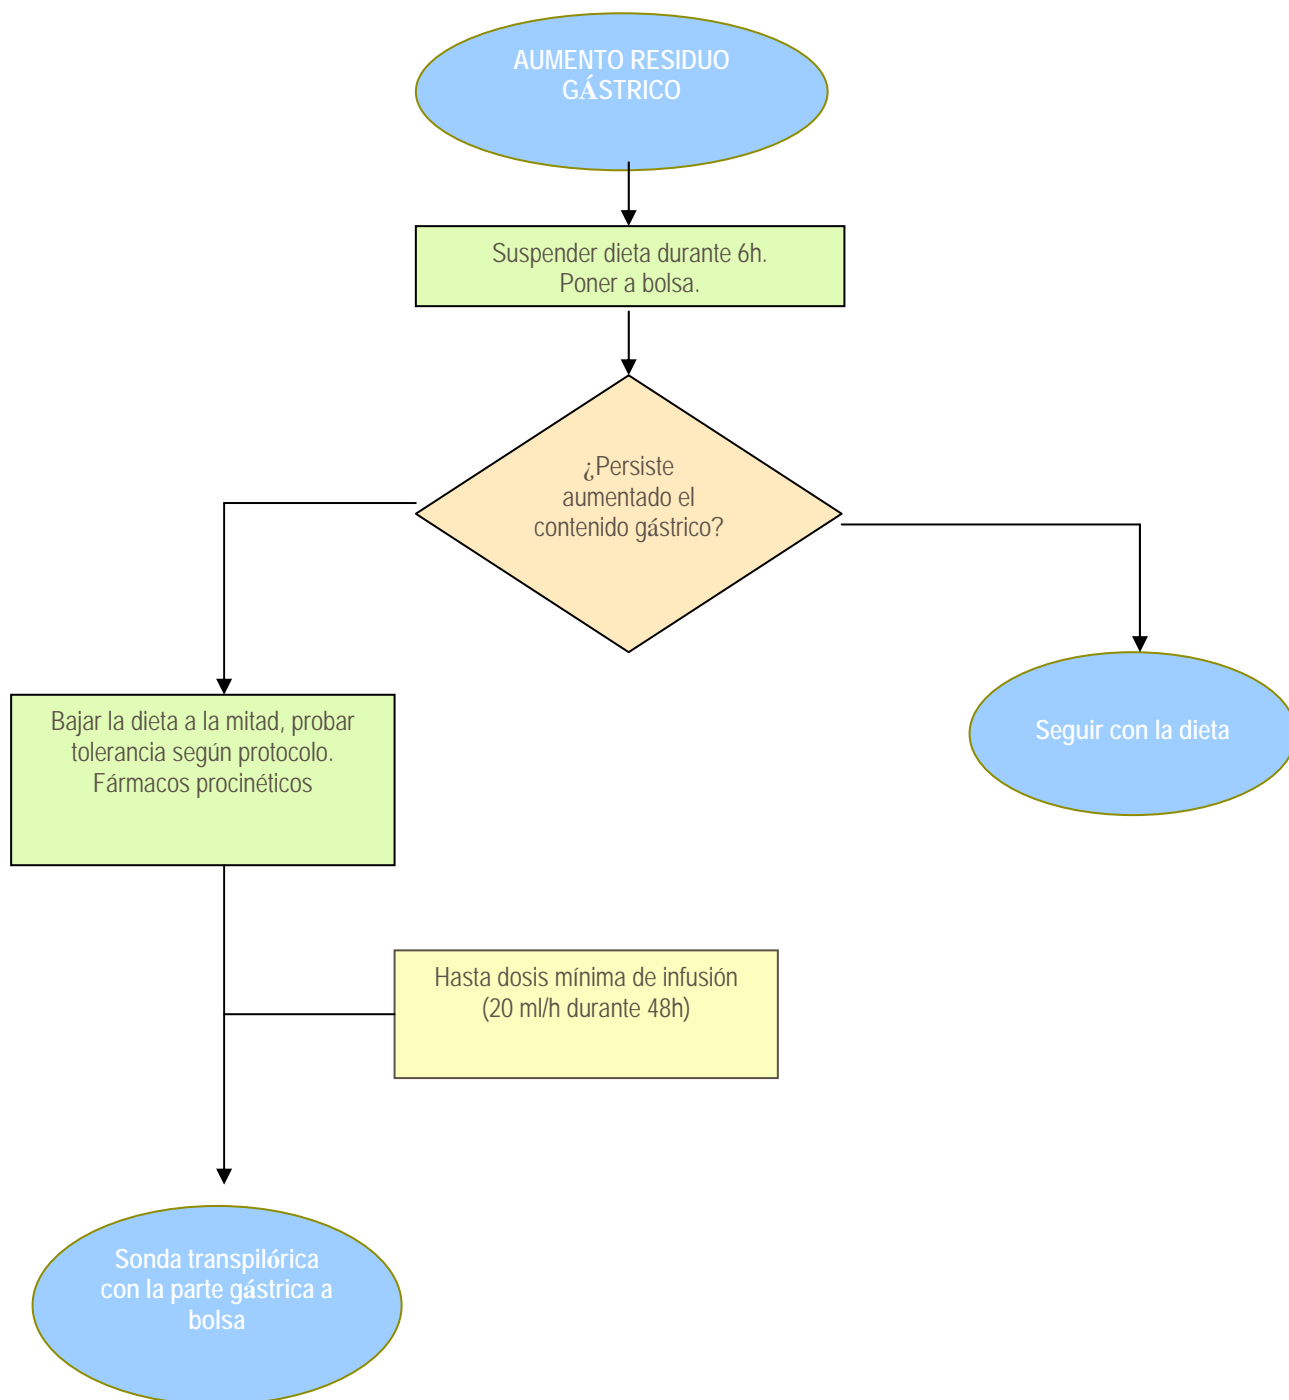 AUMENTO RESIDUO
GÁSTRICO
Suspender dieta durante 6h.
Poner a bolsa.
¿Persiste
aumentado el
contenido gástrico?
Bajar la dieta a la mitad, probar
tolerancia según protocolo.
Fármacos procinéticos
Seguir con la dieta
Hasta dosis mínima de infusión
(20 ml/h durante 48h)
Sonda transpilórica
con la parte gástrica a
bolsa